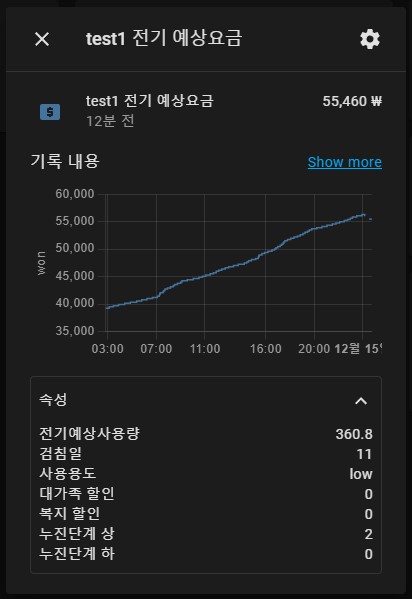 test1 전기 예상요금
test1 전기 예상요금 55,460 ₩
12분 전
기록 내용 Show more
60,000
55,000
50,000
45,000
40,000
35,000
won
03:00 07:00 11:00 16:00 20:00 12월 15
속성
전기예상사용량 360.8
검침일 11
사용용도 low
대가족 할인 0
복지 할인 0
누진단계 상 2
누진단계 하 0